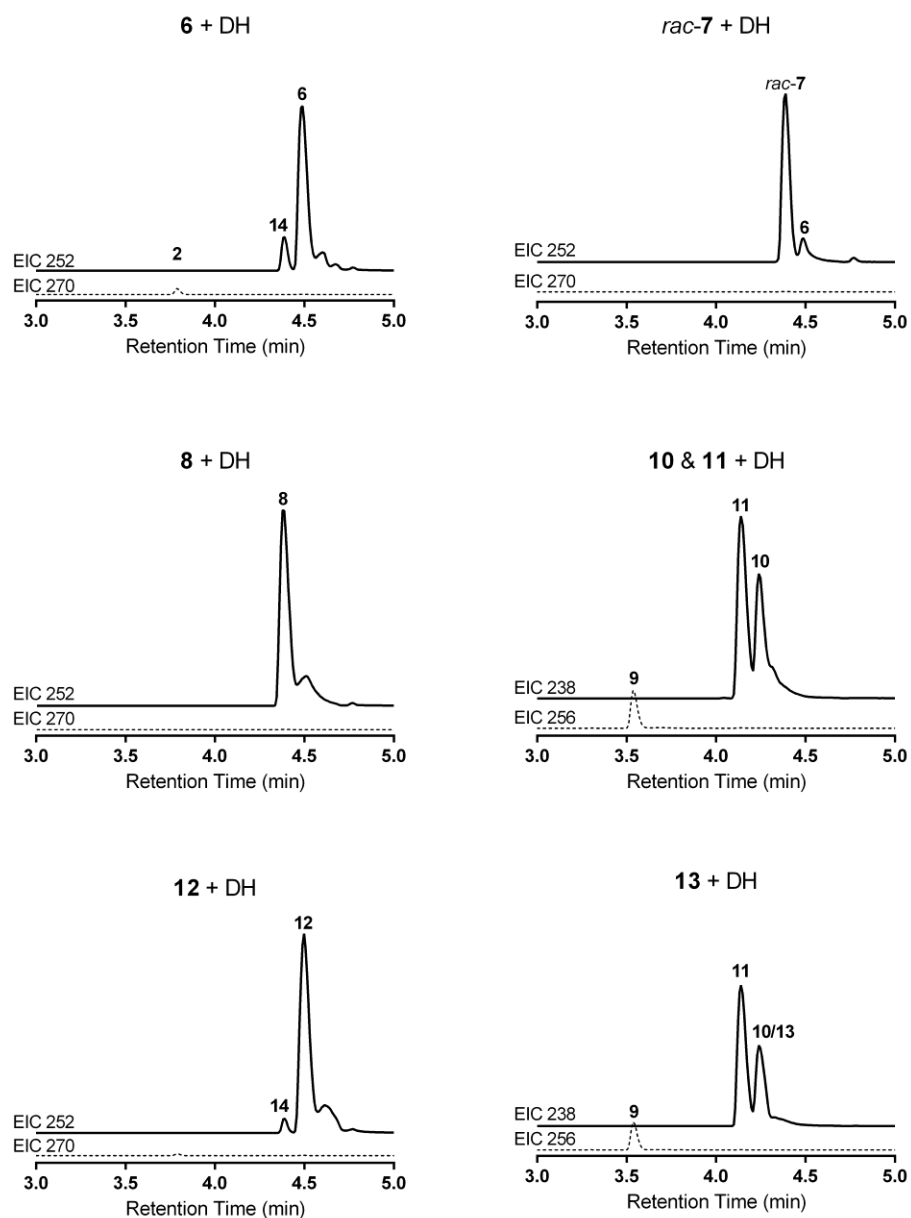 6 + DH
6
14
2
EIC 252
EIC 270
3.0 3.5 4.0 4.5 5.0
Retention Time (min)
rac-7 + DH
rac-7
6
EIC 252
EIC 270
3.0 3.5 4.0 4.5 5.0
Retention Time (min)
8 + DH
8
EIC 252
EIC 270
3.0 3.5 4.0 4.5 5.0
Retention Time (min)
10 & 11 + DH
11
10
9
EIC 238
EIC 256
3.0 3.5 4.0 4.5 5.0
Retention Time (min)
12 + DH
12
14
EIC 252
EIC 270
3.0 3.5 4.0 4.5 5.0
Retention Time (min)
13 + DH
11
10/13
9
EIC 238
EIC 256
3.0 3.5 4.0 4.5 5.0
Retention Time (min)